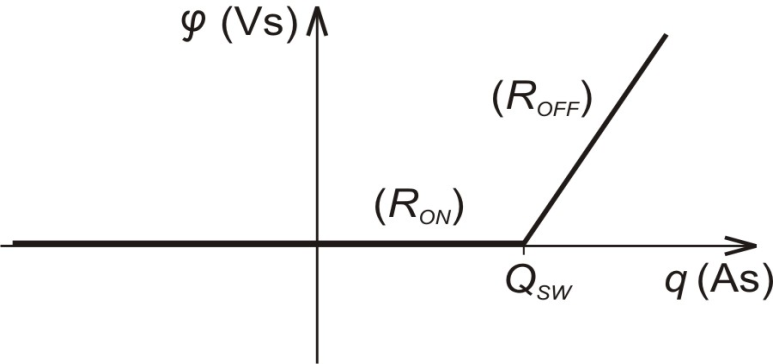 φ (Vs)
(R_OFF)
(R_ON)
Q_SW
q (As)